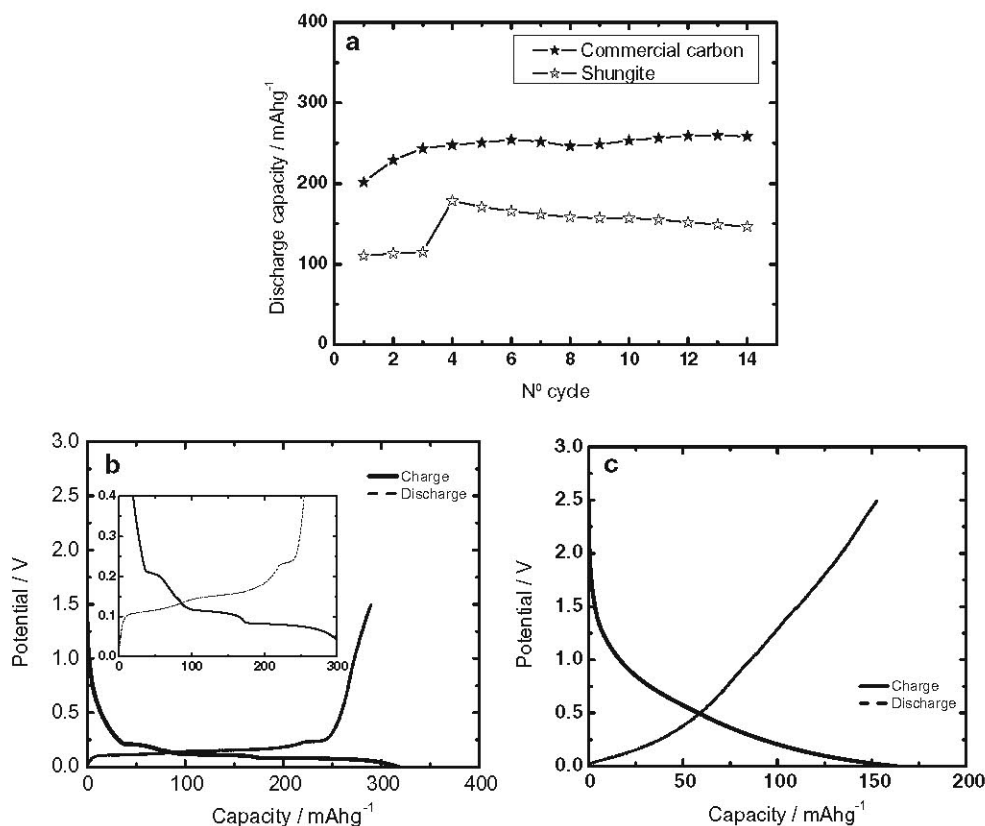 a
Commercial carbon
Shungite
400
300
200
100
0
Discharge capacity / mAhg⁻¹
2 4 6 8 10 12 14
Nº cycle
b
Charge
Discharge
3.0
2.5
2.0
1.5
1.0
0.5
0.0
Potential / V
0.4
0.3
0.2
0.1
0.0
0 100 200 300
0 100 200 300 400
Capacity / mAhg⁻¹
c
3.0
2.5
2.0
1.5
1.0
0.5
0.0
Potential / V
Charge
Discharge
0 50 100 150 200
Capacity / mAhg⁻¹